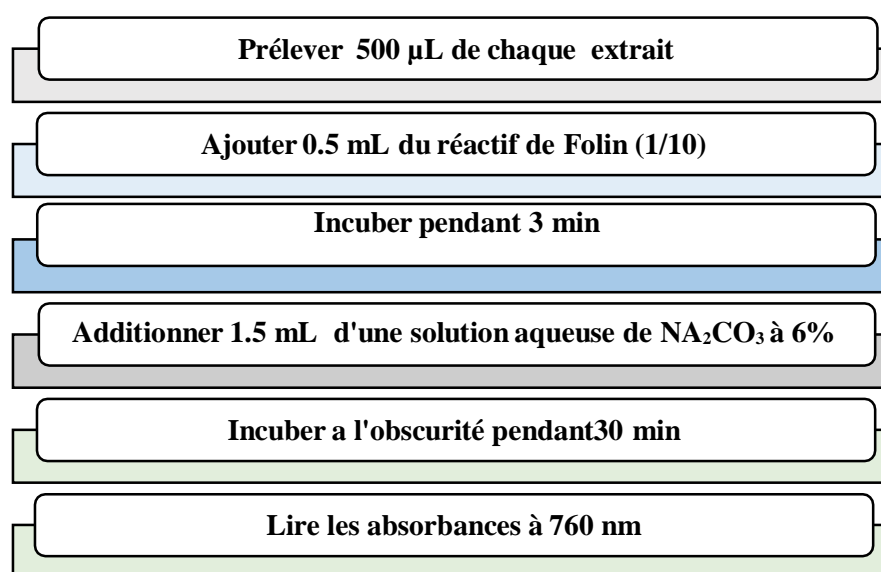 Prélever 500 µL de chaque extrait
Ajouter 0.5 mL du réactif de Folin (1/10)
Incuber pendant 3 min
Additionner 1.5 mL d'une solution aqueuse de NA₂CO₃ à 6%
Incuber a l'obscurité pendant30 min
Lire les absorbances à 760 nm